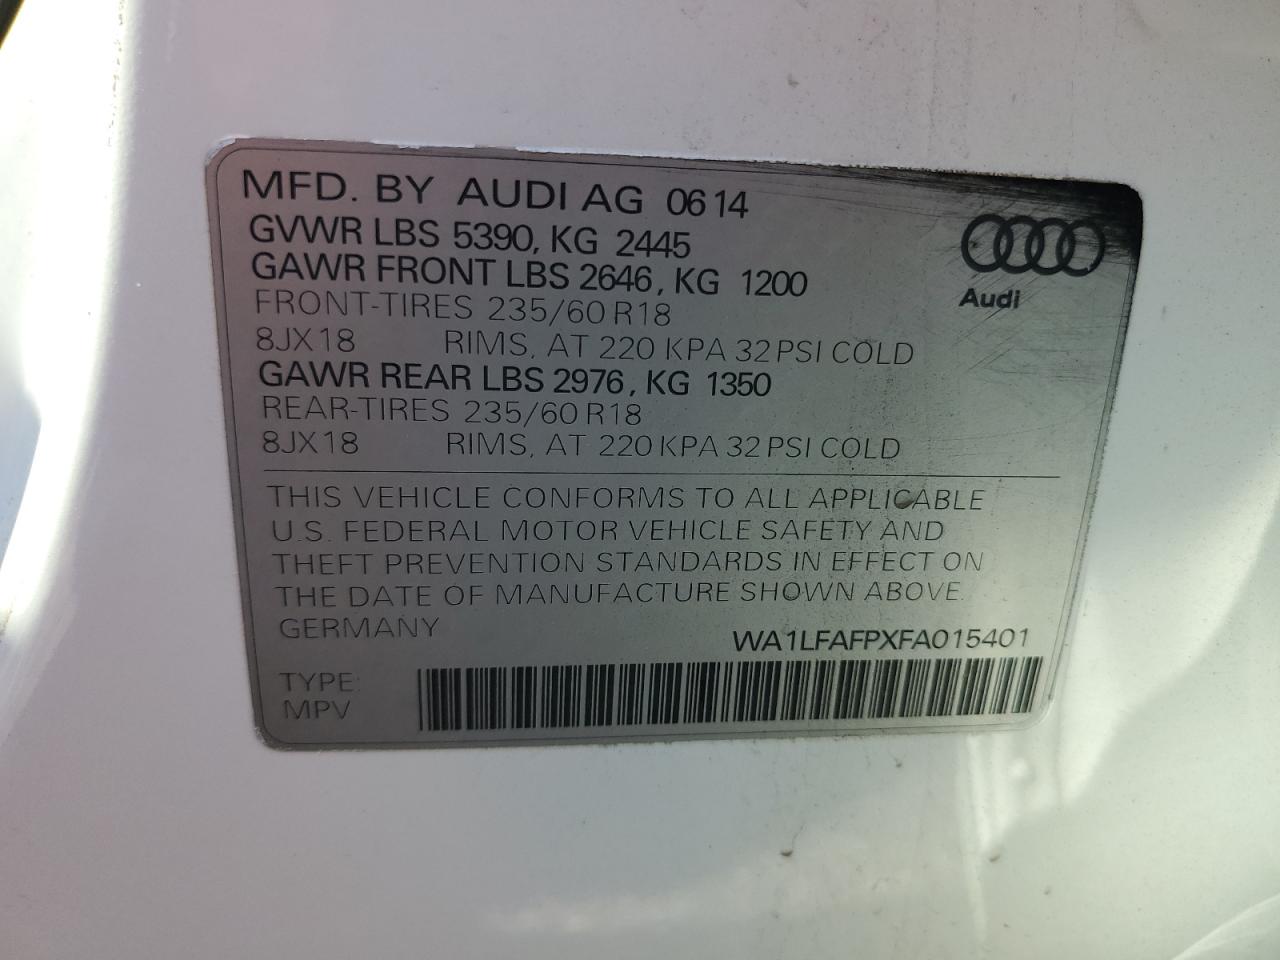 MFD. BY AUDI AG 06 14
GVWR LBS 5390, KG 2445
GAWR FRONT LBS 2646, KG 1200
FRONT-TIRES 235/60 R18
8JX18 RIMS, AT 220 KPA 32 PSI COLD
GAWR REAR LBS 2976, KG 1350
REAR-TIRES 235/60 R18
8JX18 RIMS, AT 220 KPA 32 PSI COLD
Audi
THIS VEHICLE CONFORMS TO ALL APPLICABLE
U.S. FEDERAL MOTOR VEHICLE SAFETY AND
THEFT PREVENTION STANDARDS IN EFFECT ON
THE DATE OF MANUFACTURE SHOWN ABOVE.
GERMANY
WA1LFAFPXFA015401
TYPE:
MPV